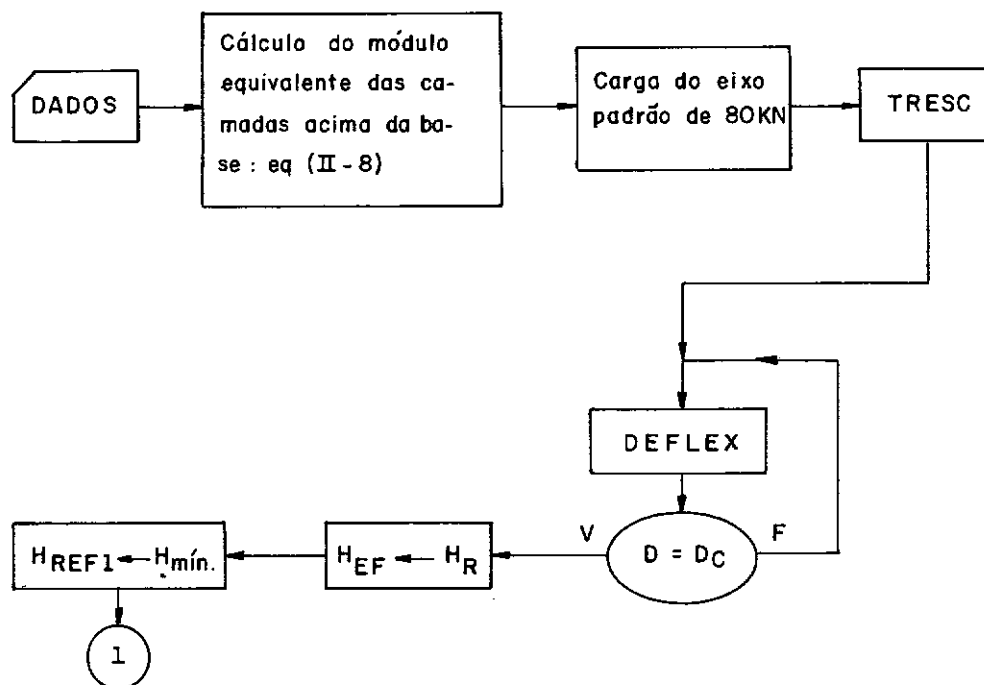 DADOS
Cálculo do módulo
equivalente das ca-
madas acima da ba-
se : eq (II-8)
Carga do eixo
padrão de 80KN
TRESC
DEFLEX
V
D = DC
F
HEF ← HR
HREF1 ← Hmín.
1